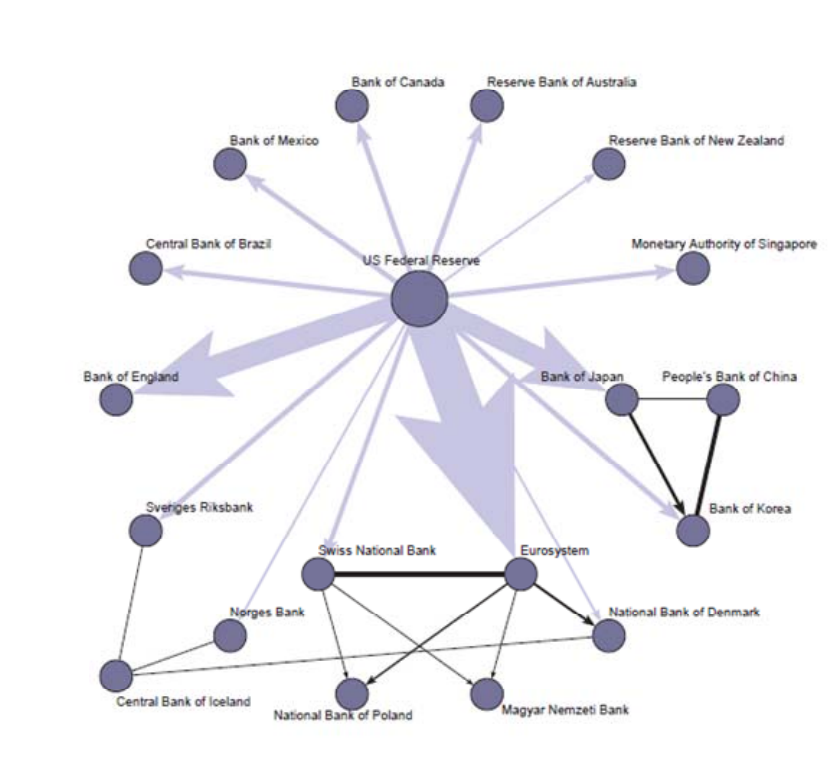 Bank of Canada
Reserve Bank of Australia
Bank of Mexico
Reserve Bank of New Zealand
Central Bank of Brazil
Monetary Authority of Singapore
US Federal Reserve
Bank of England
Bank of Japan
People's Bank of China
Sveriges Riksbank
Bank of Korea
Swiss National Bank
Eurosystem
Norges Bank
National Bank of Denmark
Central Bank of Iceland
National Bank of Poland
Magyar Nemzeti Bank